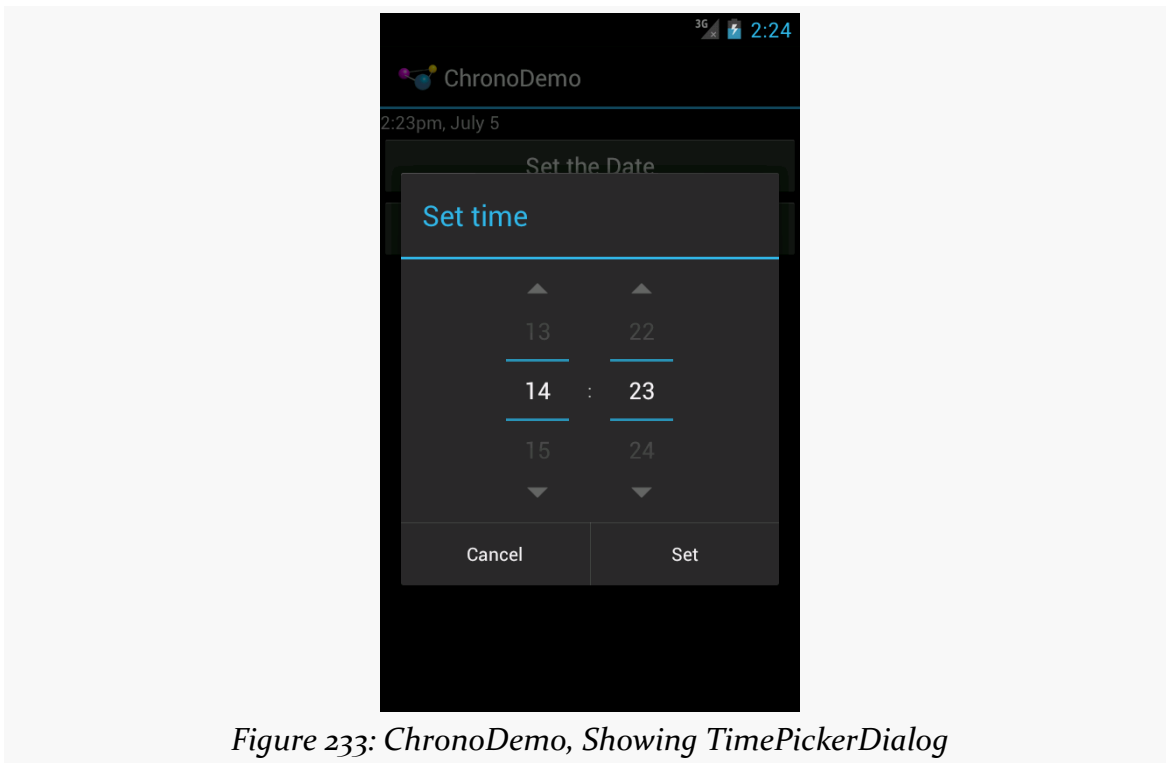 3G 2:24
ChronoDemo
2:23pm, July 5
Set the Date
Set time
13 22
14 : 23
15 24
Cancel Set
Figure 233: ChronoDemo, Showing TimePickerDialog